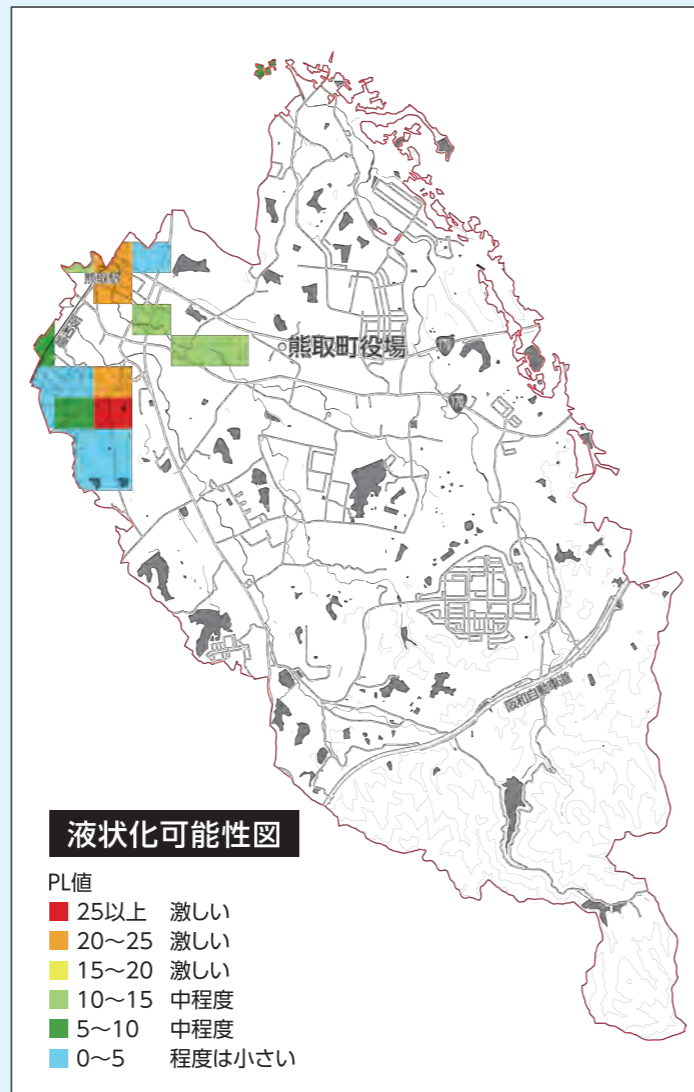 熊取駅
熊取町役場
170
170
阪和自動車道
液状化可能性図
PL値
25以上 激しい
20～25 激しい
15～20 激しい
10～15 中程度
5～10 中程度
0～5 程度は小さい